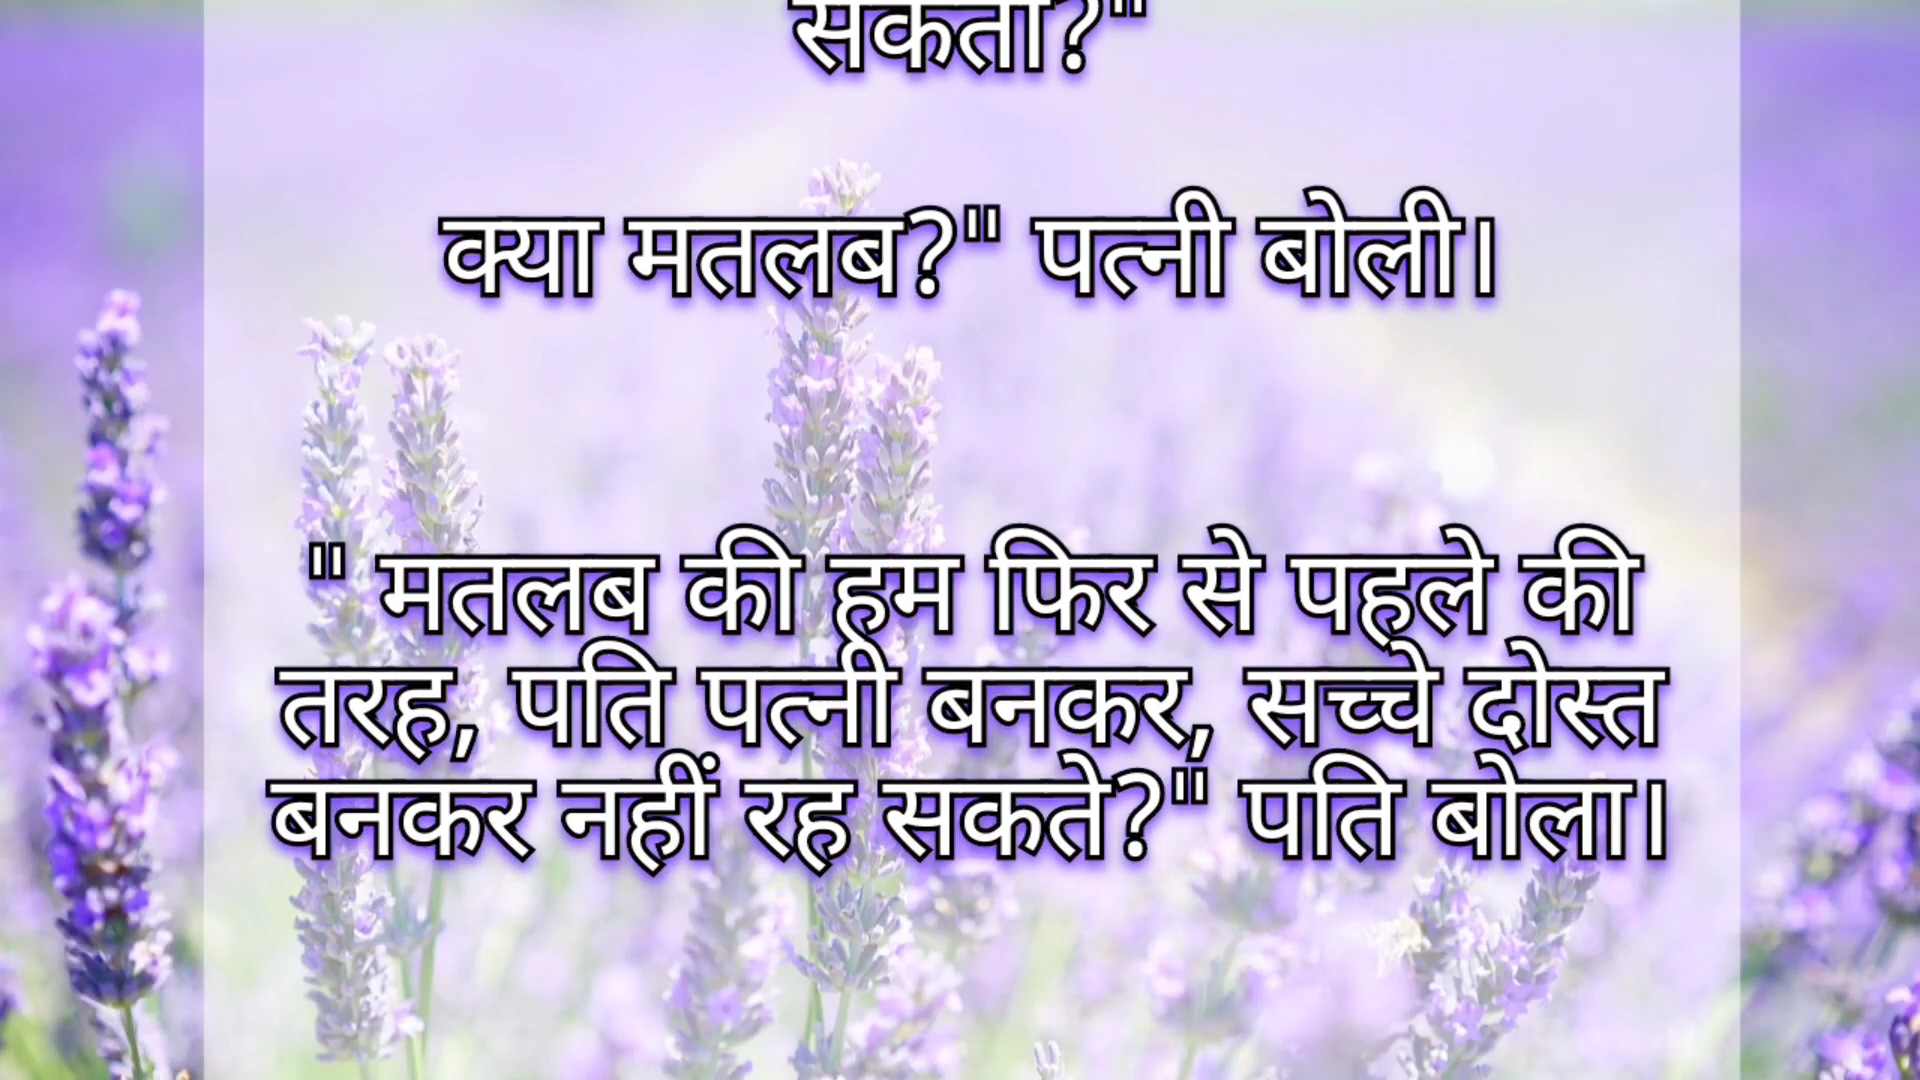 सकता?"
क्या मतलब?" पत्नी बोली।
" मतलब की हम फिर से पहले की
तरह, पति पत्नी बनकर, सच्चे दोस्त
बनकर नहीं रह सकते?" पति बोला।